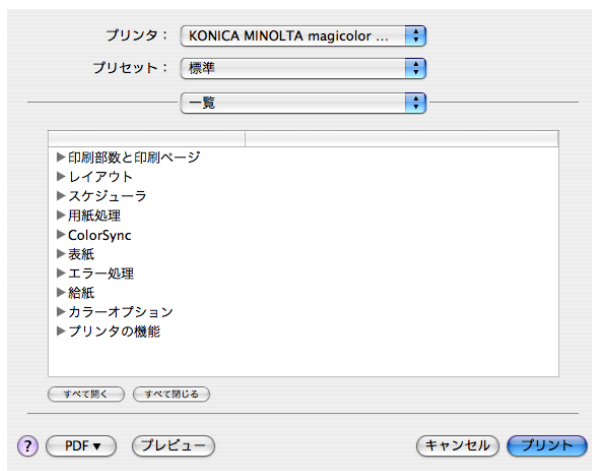 プリンタ： KONICA MINOLTA magicolor ...
プリセット： 標準
一覧
▶印刷部数と印刷ページ
▶レイアウト
▶スケジューラ
▶用紙処理
▶ColorSync
▶表紙
▶エラー処理
▶給紙
▶カラーオプション
▶プリンタの機能
すべて開く すべて閉じる
? PDF▼ プレビュー キャンセル プリント